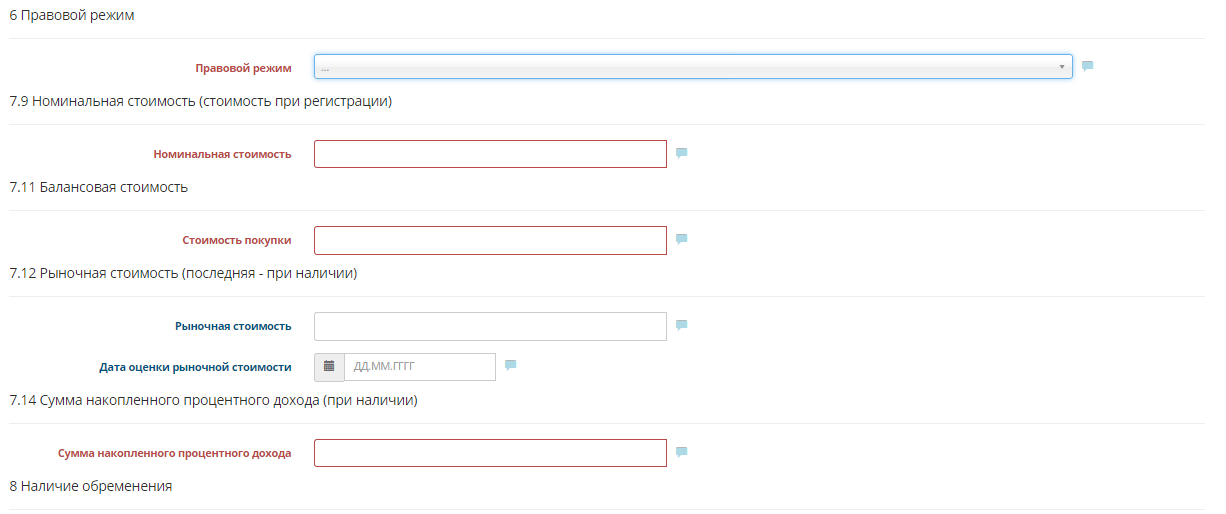 6 Правовой режим
Правовой режим ...
7.9 Номинальная стоимость (стоимость при регистрации)
Номинальная стоимость
7.11 Балансовая стоимость
Стоимость покупки
7.12 Рыночная стоимость (последняя - при наличии)
Рыночная стоимость
Дата оценки рыночной стоимости ДД.ММ.ГГГГ
7.14 Сумма накопленного процентного дохода (при наличии)
Сумма накопленного процентного дохода
8 Наличие обременения